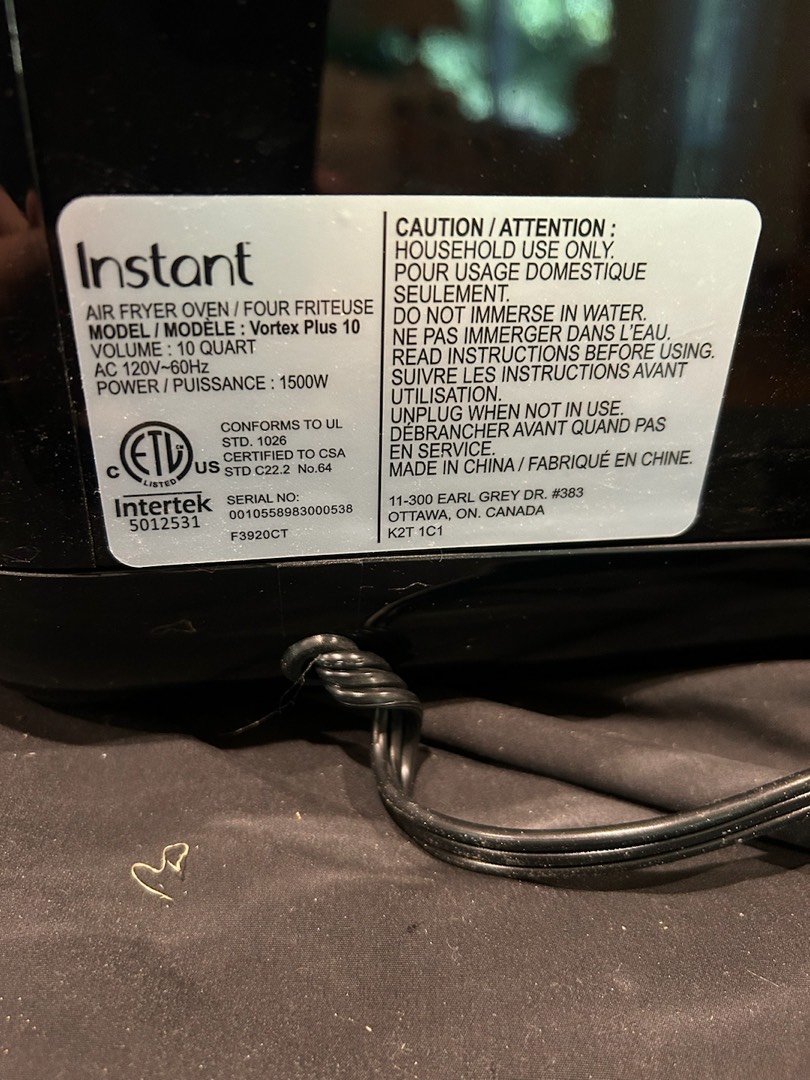 Instant
AIR FRYER OVEN / FOUR FRITEUSE
MODEL / MODÈLE : Vortex Plus 10
VOLUME : 10 QUART
AC 120V~60Hz
POWER / PUISSANCE : 1500W
ETL CM
C US
LISTED
Intertek
5012531
CONFORMS TO UL
STD. 1026
CERTIFIED TO CSA
STD C22.2 No.64
SERIAL NO:
0010558983000538
F3920CT
CAUTION / ATTENTION :
HOUSEHOLD USE ONLY.
POUR USAGE DOMESTIQUE
SEULEMENT.
DO NOT IMMERSE IN WATER.
NE PAS IMMERGER DANS L'EAU.
READ INSTRUCTIONS BEFORE USING.
SUIVRE LES INSTRUCTIONS AVANT
UTILISATION.
UNPLUG WHEN NOT IN USE.
DÉBRANCHER AVANT QUAND PAS
EN SERVICE.
MADE IN CHINA / FABRIQUÉ EN CHINE.
11-300 EARL GREY DR. #383
OTTAWA, ON. CANADA
K2T 1C1